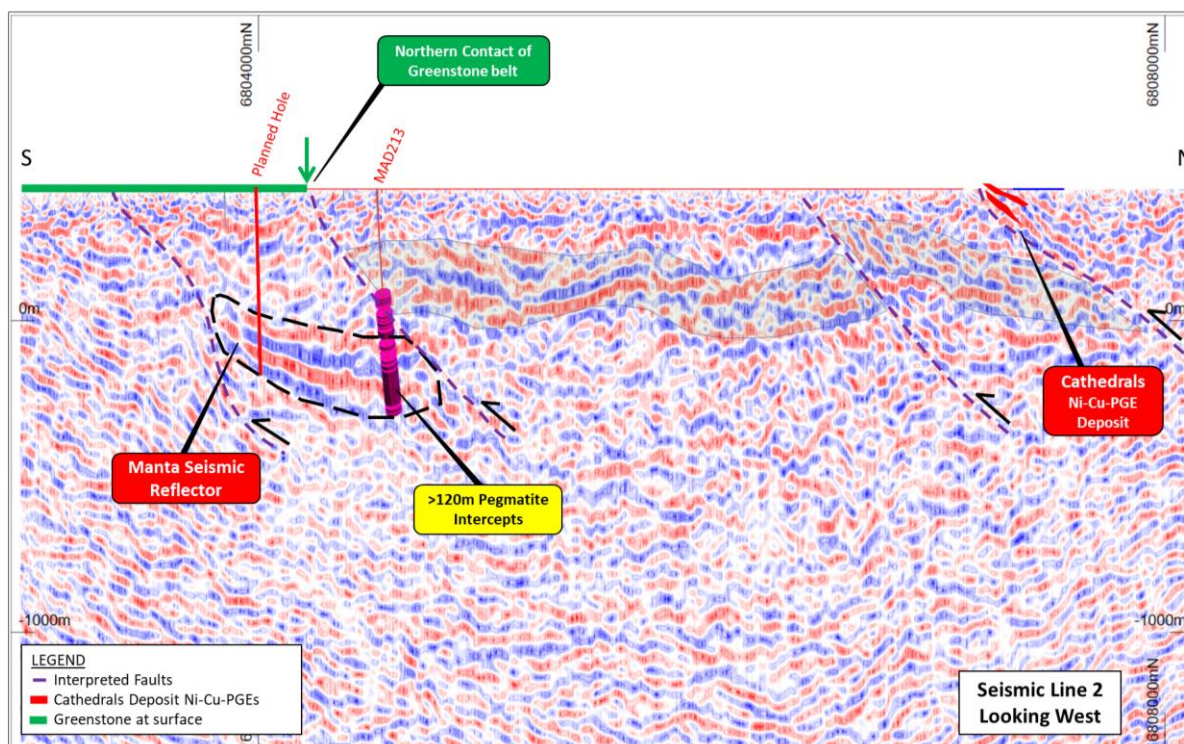 6804000mN
6808000mN
Northern Contact of
Greenstone belt
Planned Hole
MAD213
S
N
0m
0m
Cathedrals
Ni-Cu-PGE
Deposit
Manta Seismic
Reflector
>120m Pegmatite
Intercepts
-1000m
-1000m
LEGEND
Interpreted Faults
Cathedrals Deposit Ni-Cu-PGEs
Greenstone at surface
Seismic Line 2
Looking West
6808000mN